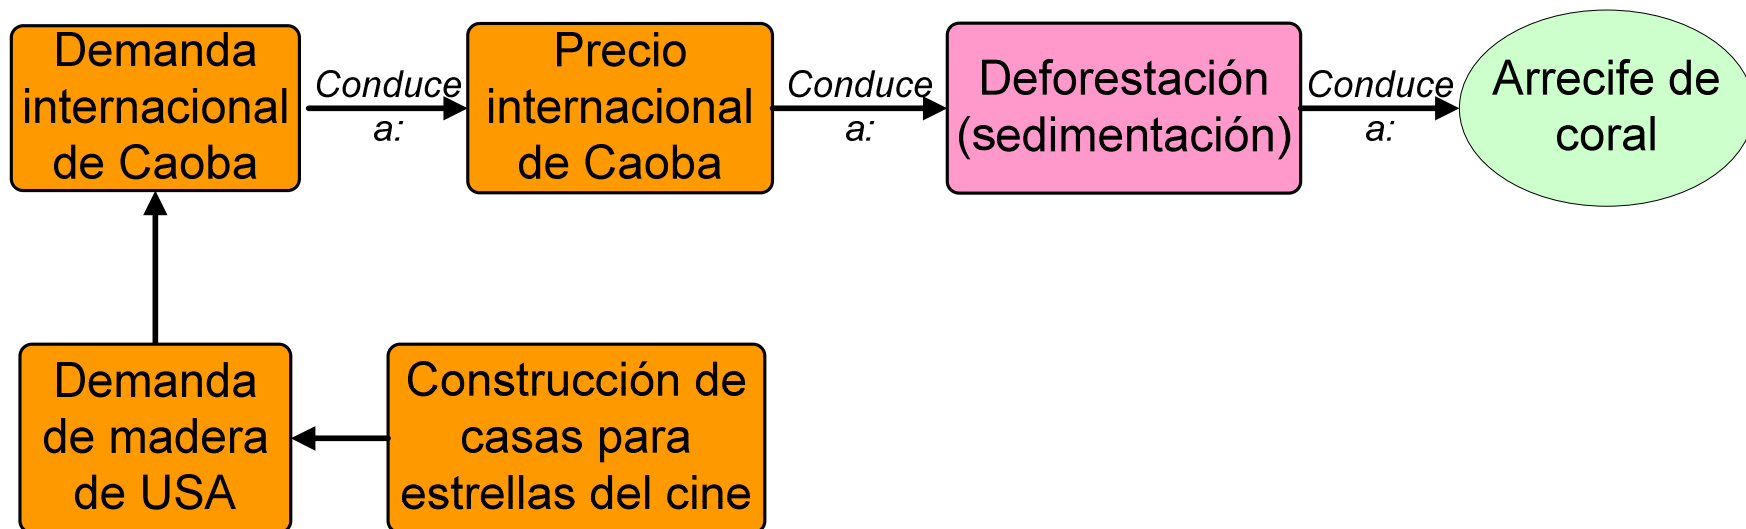 Demanda
internacional
de Caoba
Conduce
a:
Precio
internacional
de Caoba
Conduce
a:
Deforestación
(sedimentación)
Conduce
a:
Arrecife de
coral
Demanda
de madera
de USA
Construcción de
casas para
estrellas del cine